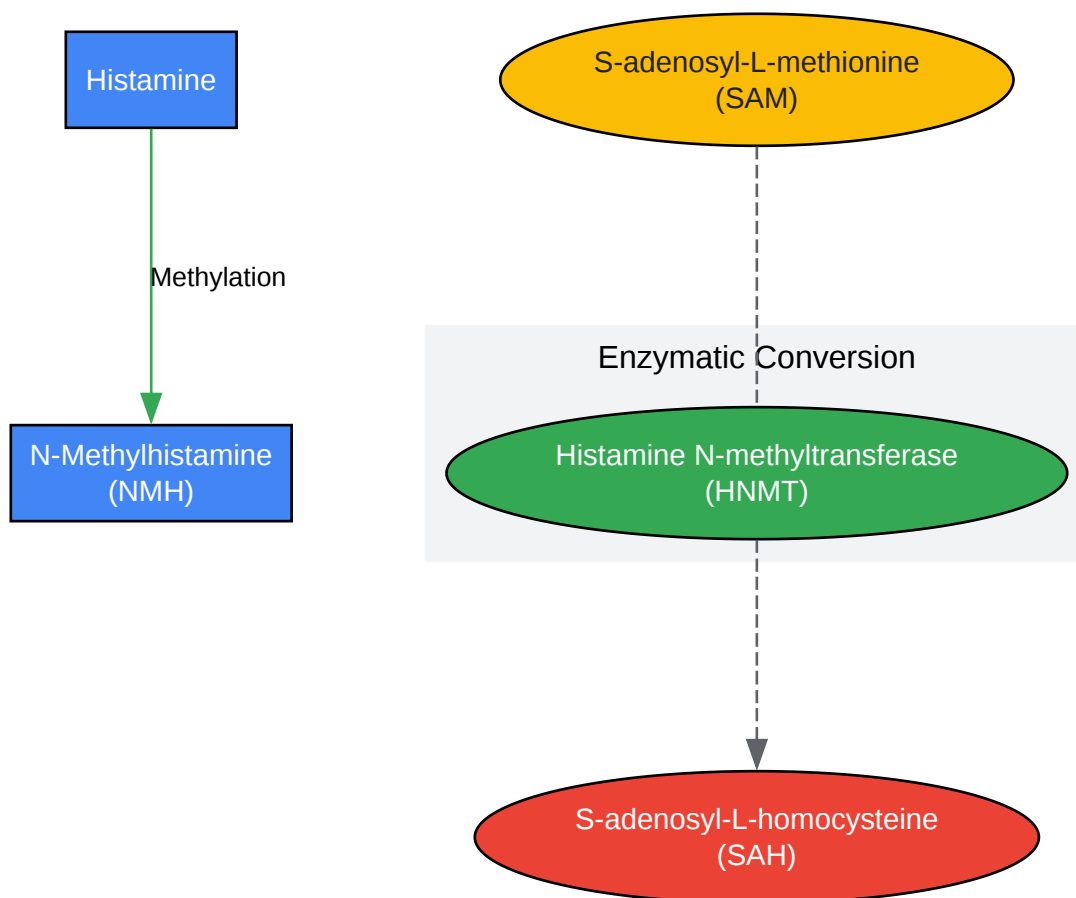 Histamine
S-adenosyl-L-methionine
(SAM)
Methylation
Enzymatic Conversion
N-Methylhistamine
(NMH)
Histamine N-methyltransferase
(HNMT)
S-adenosyl-L-homocysteine
(SAH)